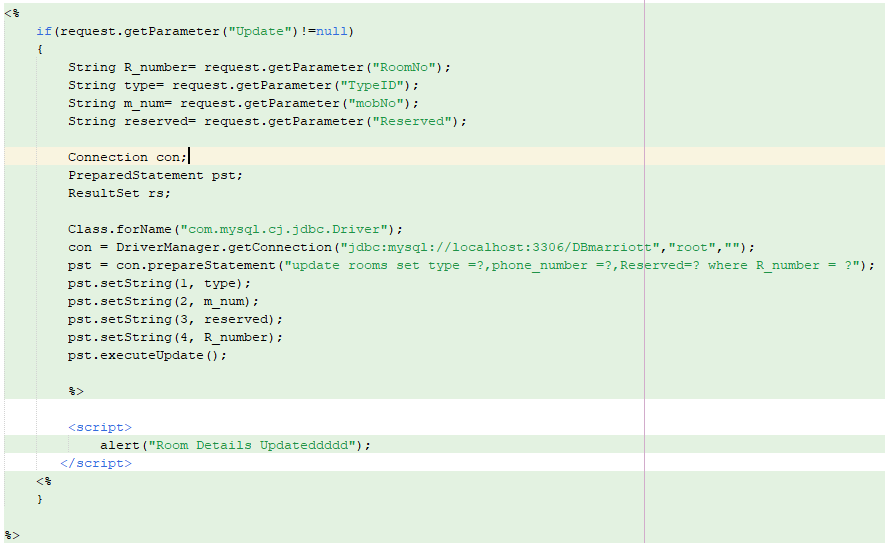 <%
if(request.getParameter("Update")!=null)
{
String R_number= request.getParameter("RoomNo");
String type= request.getParameter("TypeID");
String m_num= request.getParameter("mobNo");
String reserved= request.getParameter("Reserved");
Connection con;
PreparedStatement pst;
ResultSet rs;
Class.forName("com.mysql.cj.jdbc.Driver");
con = DriverManager.getConnection("jdbc:mysql://localhost:3306/DBmarriott","root","");
pst = con.prepareStatement("update rooms set type =?,phone_number =?,Reserved=? where R_number = ?");
pst.setString(1, type);
pst.setString(2, m_num);
pst.setString(3, reserved);
pst.setString(4, R_number);
pst.executeUpdate();
%>
<script>
alert("Room Details Updateddddd");
</script>
<%
}
%>